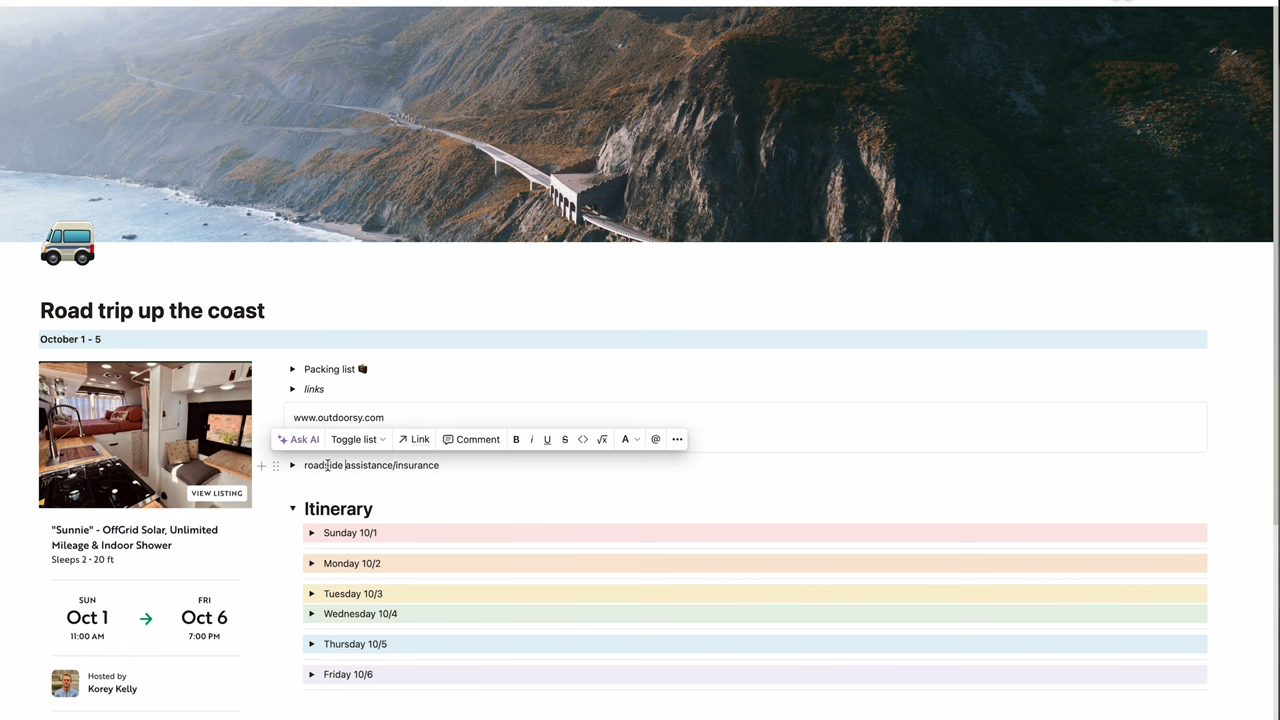 Road trip up the coast
October 1 - 5
VIEW LISTING
"Sunnie" - OffGrid Solar, Unlimited
Mileage & Indoor Shower
Sleeps 2 • 20 ft
SUN
Oct 1
11:00 AM
FRI
Oct 6
7:00 PM
Hosted by
Korey Kelly
Packing list
links
www.outdoorsy.com
Ask AI Toggle list Link Comment B i U S A @
roadside assistance/insurance
Itinerary
Sunday 10/1
Monday 10/2
Tuesday 10/3
Wednesday 10/4
Thursday 10/5
Friday 10/6